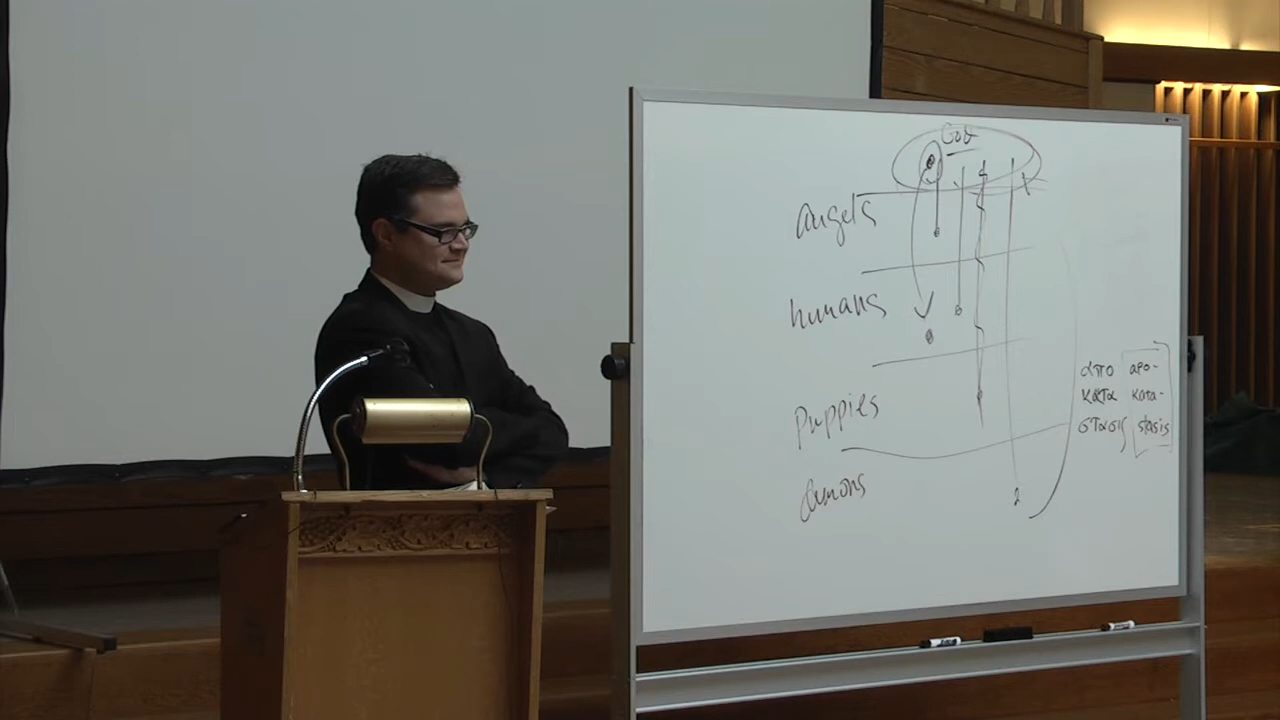 God
angels
humans
Puppies
demons
απο
κατα
στασις
apo-
kata-
stasis